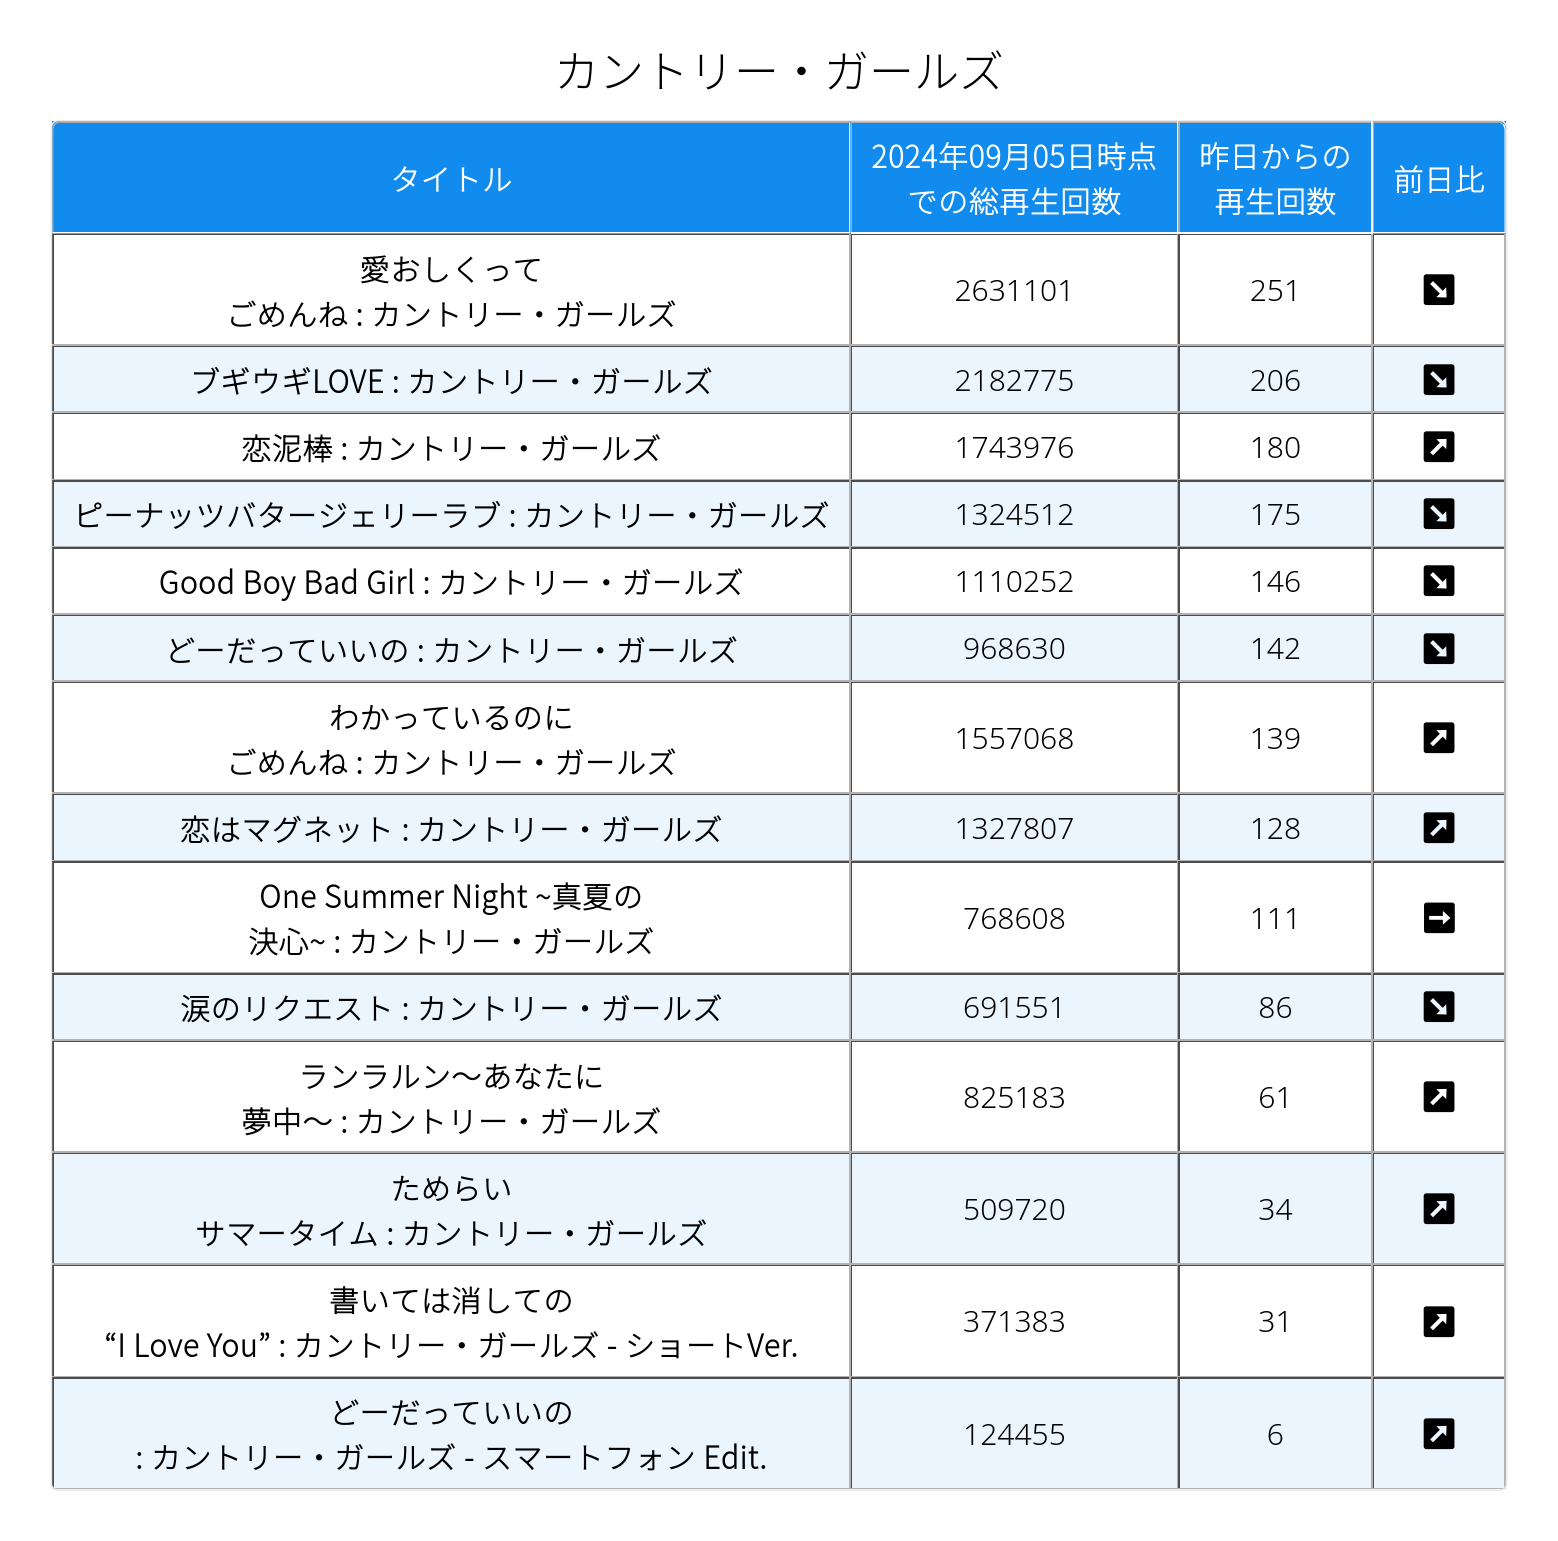 カントリー・ガールズ
タイトル
2024年09月05日時点
での総再生回数
昨日からの
再生回数
前日比
愛おしくって
ごめんね : カントリー・ガールズ
2631101
251
ブギウギLOVE : カントリー・ガールズ
2182775
206
恋泥棒 : カントリー・ガールズ
1743976
180
ピーナッツバタージェリーラブ : カントリー・ガールズ
1324512
175
Good Boy Bad Girl : カントリー・ガールズ
1110252
146
どーだっていいの : カントリー・ガールズ
968630
142
わかっているのに
ごめんね : カントリー・ガールズ
1557068
139
恋はマグネット : カントリー・ガールズ
1327807
128
One Summer Night ~真夏の
決心~ : カントリー・ガールズ
768608
111
涙のリクエスト : カントリー・ガールズ
691551
86
ランラルン～あなたに
夢中～ : カントリー・ガールズ
825183
61
ためらい
サマータイム : カントリー・ガールズ
509720
34
書いては消しての
“I Love You” : カントリー・ガールズ - ショートVer.
371383
31
どーだっていいの
: カントリー・ガールズ - スマートフォン Edit.
124455
6